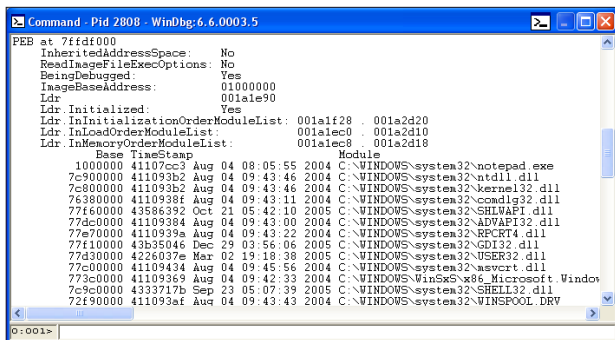 Command - Pid 2808 - WinDbg:6.6.0003.5
PEB at 7ffdf000
InheritedAddressSpace: No
ReadImageFileExecOptions: No
BeingDebugged: Yes
ImageBaseAddress: 01000000
Ldr 001a1e90
Ldr.Initialized: Yes
Ldr.InInitializationOrderModuleList: 001a1f28 . 001a2d20
Ldr.InLoadOrderModuleList: 001a1ec0 . 001a2d10
Ldr.InMemoryOrderModuleList: 001a1ec8 . 001a2d18
Base TimeStamp Module
1000000 41107cc3 Aug 04 08:05:55 2004 C:\WINDOWS\system32\notepad.exe
7c900000 411093b2 Aug 04 09:43:46 2004 C:\WINDOWS\system32\ntdll.dll
7c800000 411093b2 Aug 04 09:43:46 2004 C:\WINDOWS\system32\kernel32.dll
76380000 4110938f Aug 04 09:43:11 2004 C:\WINDOWS\system32\comdlg32.dll
77f60000 43586392 Oct 21 05:42:10 2005 C:\WINDOWS\system32\SHLWAPI.dll
77dc0000 41109384 Aug 04 09:43:00 2004 C:\WINDOWS\system32\ADVAPI32.dll
77e70000 4110939a Aug 04 09:43:22 2004 C:\WINDOWS\system32\RPCRT4.dll
77f10000 43b35046 Dec 29 03:56:06 2005 C:\WINDOWS\system32\GDI32.dll
77d30000 4226037e Mar 02 19:18:38 2005 C:\WINDOWS\system32\USER32.dll
77c00000 41109434 Aug 04 09:45:56 2004 C:\WINDOWS\system32\msvcrt.dll
773c0000 41109369 Aug 04 09:42:33 2004 C:\WINDOWS\WinSxS\x86_Microsoft.Window
7c9c0000 4333717b Sep 23 05:07:39 2005 C:\WINDOWS\system32\SHELL32.dll
72f90000 411093af Aug 04 09:43:43 2004 C:\WINDOWS\system32\WINSPOOL.DRV
0:001>